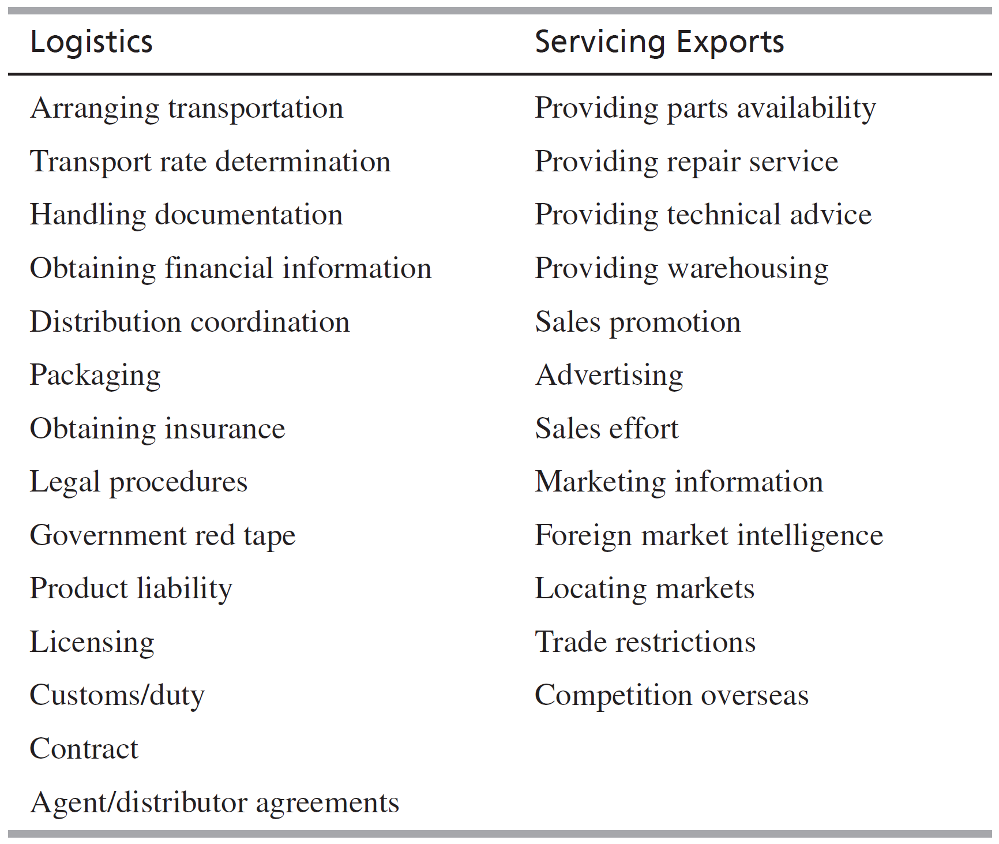 Logistics
Servicing Exports
Arranging transportation
Providing parts availability
Transport rate determination
Providing repair service
Handling documentation
Providing technical advice
Obtaining financial information
Providing warehousing
Distribution coordination
Sales promotion
Packaging
Advertising
Obtaining insurance
Sales effort
Legal procedures
Marketing information
Government red tape
Foreign market intelligence
Product liability
Locating markets
Licensing
Trade restrictions
Customs/duty
Competition overseas
Contract
Agent/distributor agreements